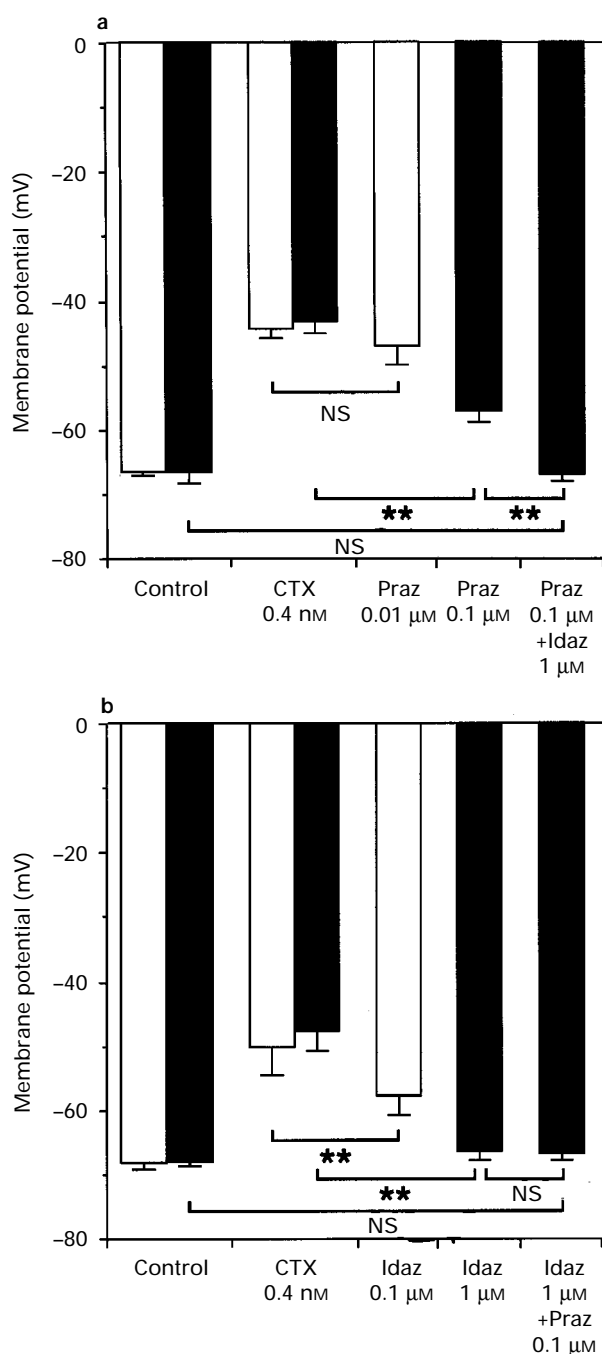 a
0
−20
−40
−60
−80
Membrane potential (mV)
NS
** **
NS
Control CTX Praz Praz Praz
0.4 nM 0.01 μM 0.1 μM 0.1 μM
+Idaz
1 μM
b
0
−20
−40
−60
−80
Membrane potential (mV)
**
** NS
NS
Control CTX Idaz Idaz Idaz
0.4 nM 0.1 μM 1 μM 1 μM
+Praz
0.1 μM